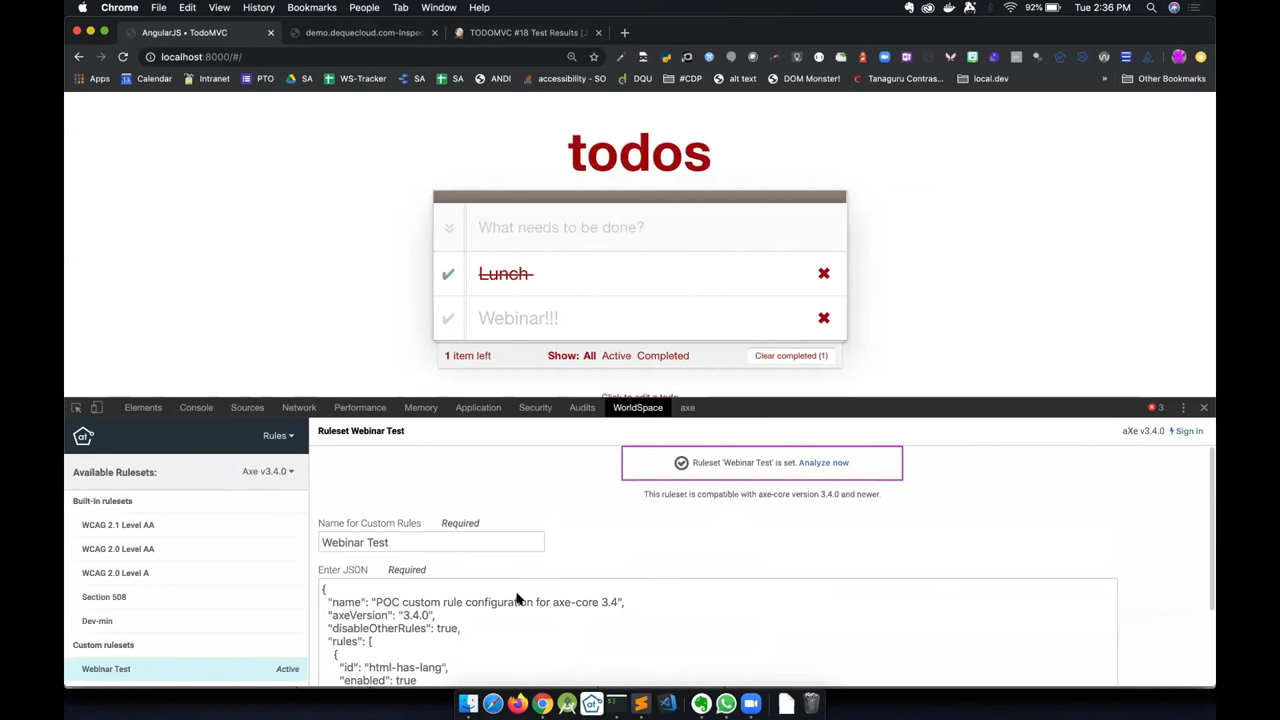 Chrome File Edit View History Bookmarks People Tab Window Help 92% Tue 2:36 PM
AngularJS • TodoMVC demo.dequecloud.com-Inspec TODOMVC #18 Test Results [J
localhost:8000/#/
Apps Calendar Intranet PTO SA WS-Tracker SA SA ANDI accessibility - SO DQU #CDP alt text DOM Monster! Tanaguru Contras... local.dev » Other Bookmarks
todos
What needs to be done?
Lunch
Webinar!!!
1 item left Show: All Active Completed Clear completed (1)
Elements Console Sources Network Performance Memory Application Security Audits WorldSpace axe 3
Rules
Ruleset Webinar Test
aXe v3.4.0 Sign in
Available Rulesets: Axe v3.4.0
Ruleset 'Webinar Test' is set. Analyze now
This ruleset is compatible with axe-core version 3.4.0 and newer.
Built-in rulesets
WCAG 2.1 Level AA
WCAG 2.0 Level AA
WCAG 2.0 Level A
Section 508
Dev-min
Custom rulesets
Webinar Test Active
Name for Custom Rules Required
Webinar Test
Enter JSON Required
{
"name": "POC custom rule configuration for axe-core 3.4",
"axeVersion": "3.4.0",
"disableOtherRules": true,
"rules": [
{
"id": "html-has-lang",
"enabled": true